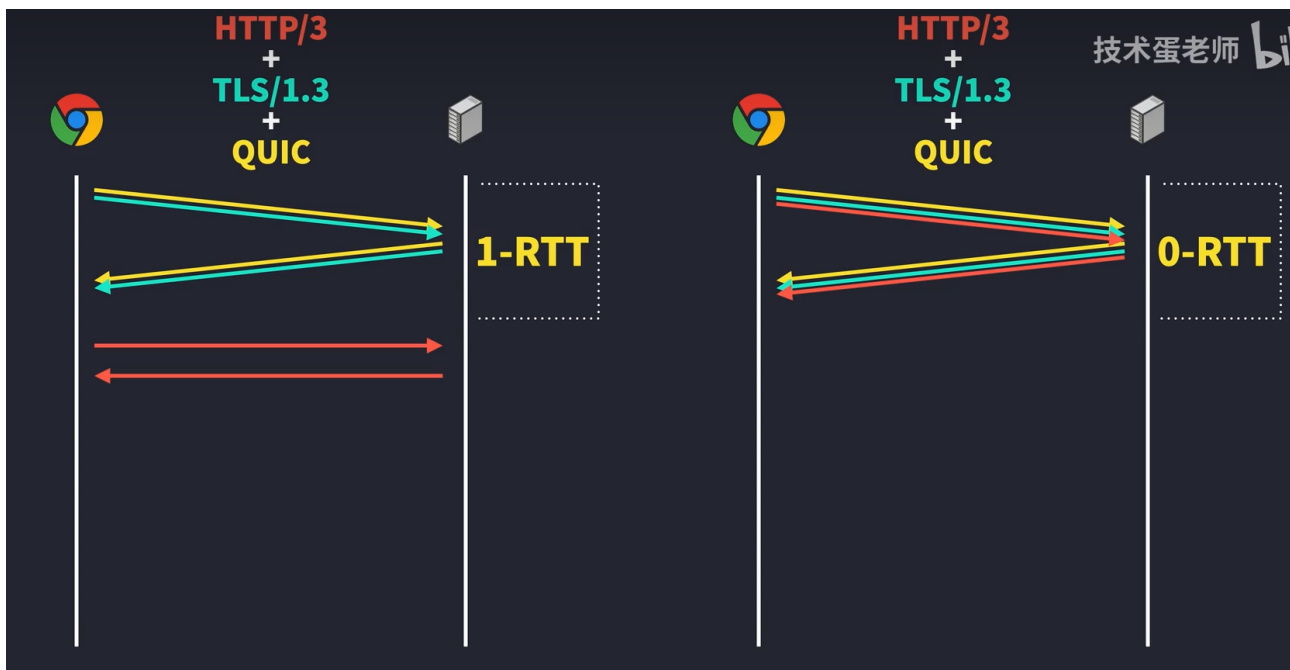 HTTP/3
+
TLS/1.3
+
QUIC
1-RTT
HTTP/3
+
TLS/1.3
+
QUIC
0-RTT
技术蛋老师